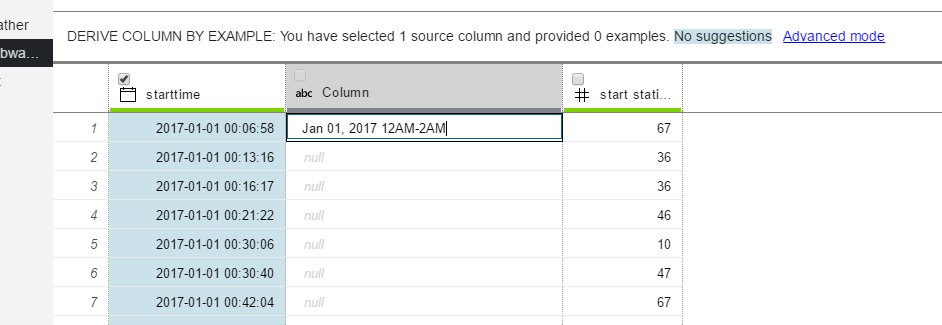 ather
DERIVE COLUMN BY EXAMPLE: You have selected 1 source column and provided 0 examples. No suggestions Advanced mode
bwa...
starttime abc Column # start stati...
1 2017-01-01 00:06:58 Jan 01, 2017 12AM-2AM 67
2 2017-01-01 00:13:16 null 36
3 2017-01-01 00:16:17 null 36
4 2017-01-01 00:21:22 null 46
5 2017-01-01 00:30:06 null 10
6 2017-01-01 00:30:40 null 47
7 2017-01-01 00:42:04 null 67